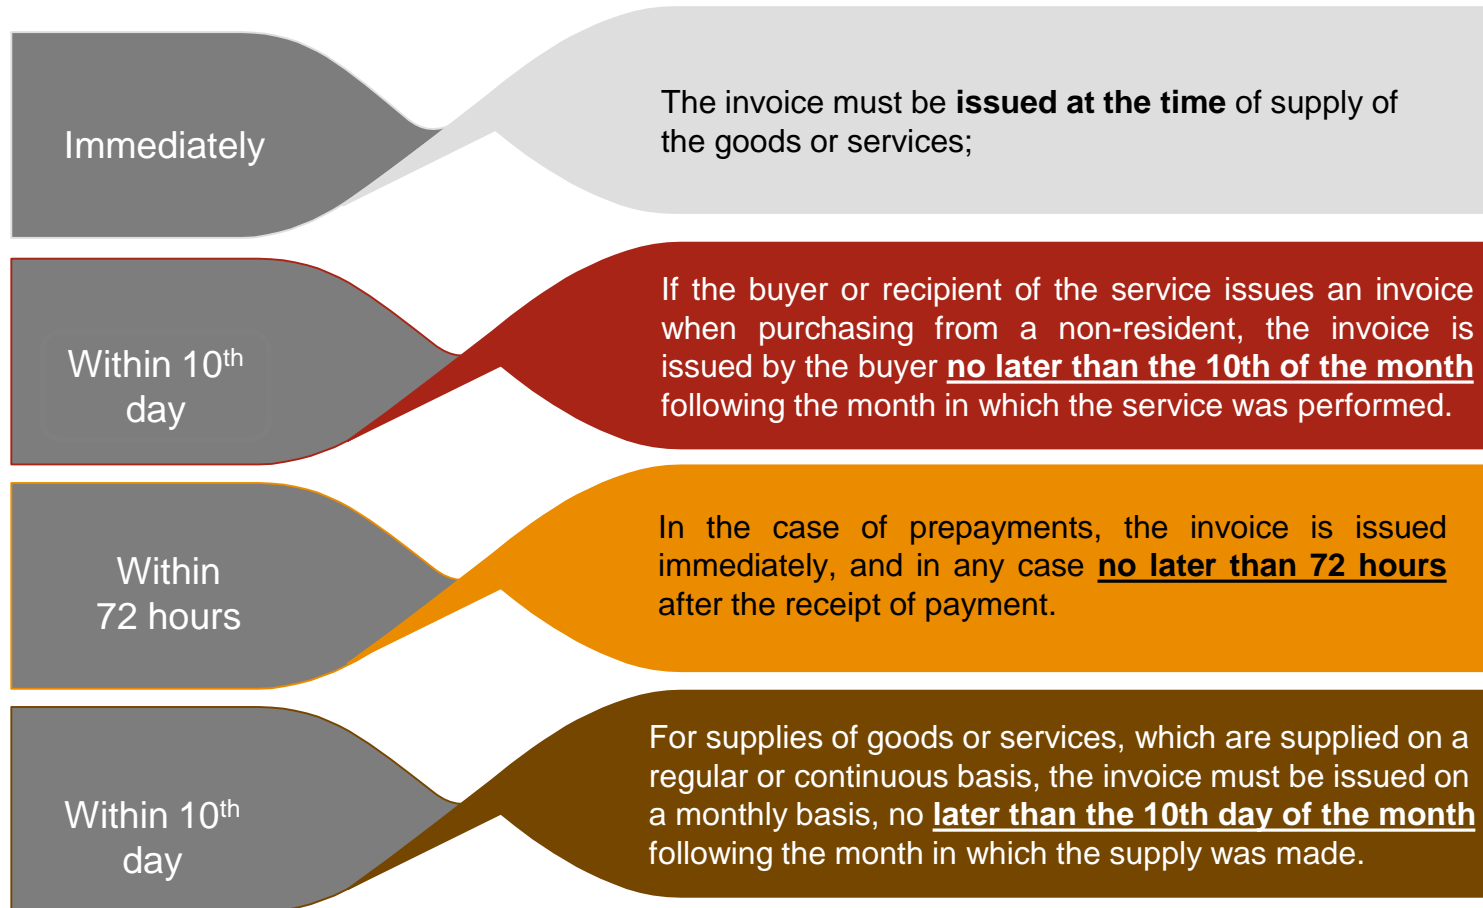 Immediately
The invoice must be issued at the time of supply of
the goods or services;
Within 10th
day
If the buyer or recipient of the service issues an invoice
when purchasing from a non-resident, the invoice is
issued by the buyer no later than the 10th of the month
following the month in which the service was performed.
Within
72 hours
In the case of prepayments, the invoice is issued
immediately, and in any case no later than 72 hours
after the receipt of payment.
Within 10th
day
For supplies of goods or services, which are supplied on a
regular or continuous basis, the invoice must be issued on
a monthly basis, no later than the 10th day of the month
following the month in which the supply was made.